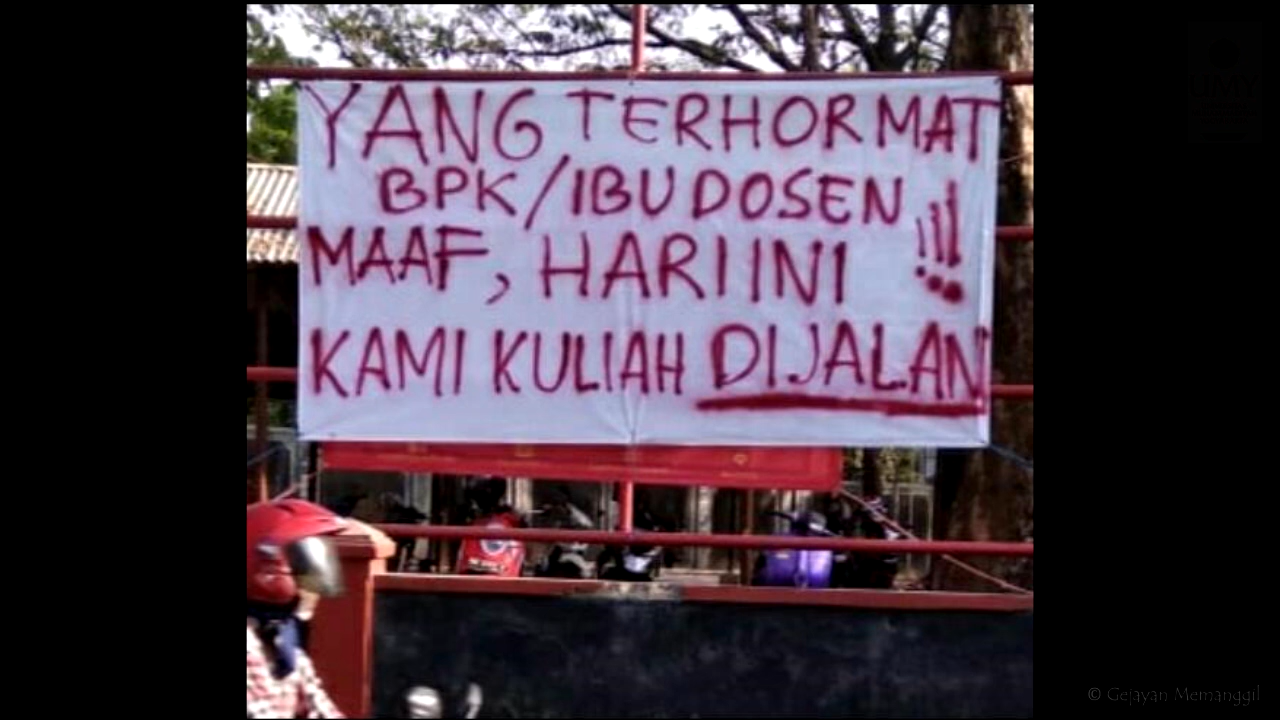 YANG TERHORMAT
BPK/IBU DOSEN
MAAF, HARI INI !!!
KAMI KULIAH DIJALAN
© Gejayan Memanggil